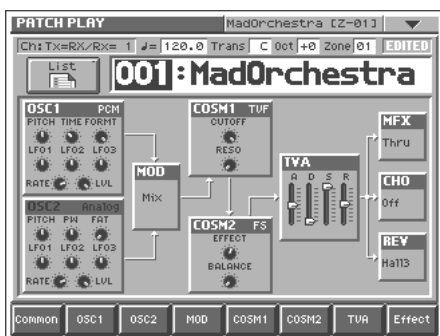 PATCH PLAY MadOrchestra [Z-01]
Ch:Tx=RX/Rx= 1 ♩=120.0 Trans C Oct +0 Zone 01 EDITED
List 001:MadOrchestra
OSC1 PCM
PITCH TIME FORMT
LFO1 LFO2 LFO3
RATE LVL
OSC2 Analog
PITCH PW FAT
LFO1 LFO2 LFO3
RATE LVL
MOD
Mix
COSM1 TVF
CUTOFF
RESO
COSM2 FS
EFFECT
BALANCE
TVA
A D S R
MFX
Thru
CHO
Off
REV
Hall3
Common OSC1 OSC2 MOD COSM1 COSM2 TVA Effect